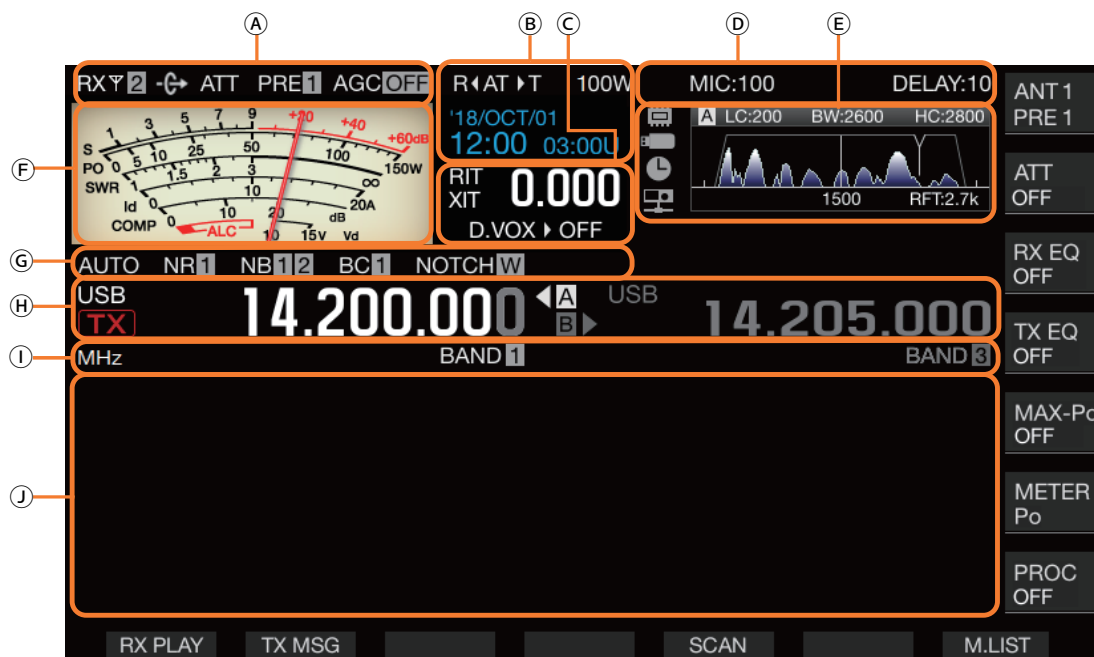 A B C D E
RX 2 ATT PRE 1 AGC OFF
R AT T 100W
MIC:100 DELAY:10
ANT 1
PRE 1
'18/OCT/01
12:00 03:00U
A LC:200 BW:2600 HC:2800
1500 RFT:2.7k
F
S 1 3 5 7 9 +20 +40 +60dB
PO 0 5 10 25 50 100 150W
SWR 1 1.5 2 3 ∞
Id 0 10 20A
COMP 0 10 20 dB
ALC 10 15V Vd
RIT
XIT 0.000
D.VOX OFF
ATT
OFF
G
AUTO NR 1 NB 1 2 BC 1 NOTCH W
RX EQ
OFF
H
USB 14.200.000 A USB 14.205.000
TX B
TX EQ
OFF
I
MHz BAND 1 BAND 3
J
MAX-Po
OFF
METER
Po
PROC
OFF
RX PLAY TX MSG SCAN M.LIST